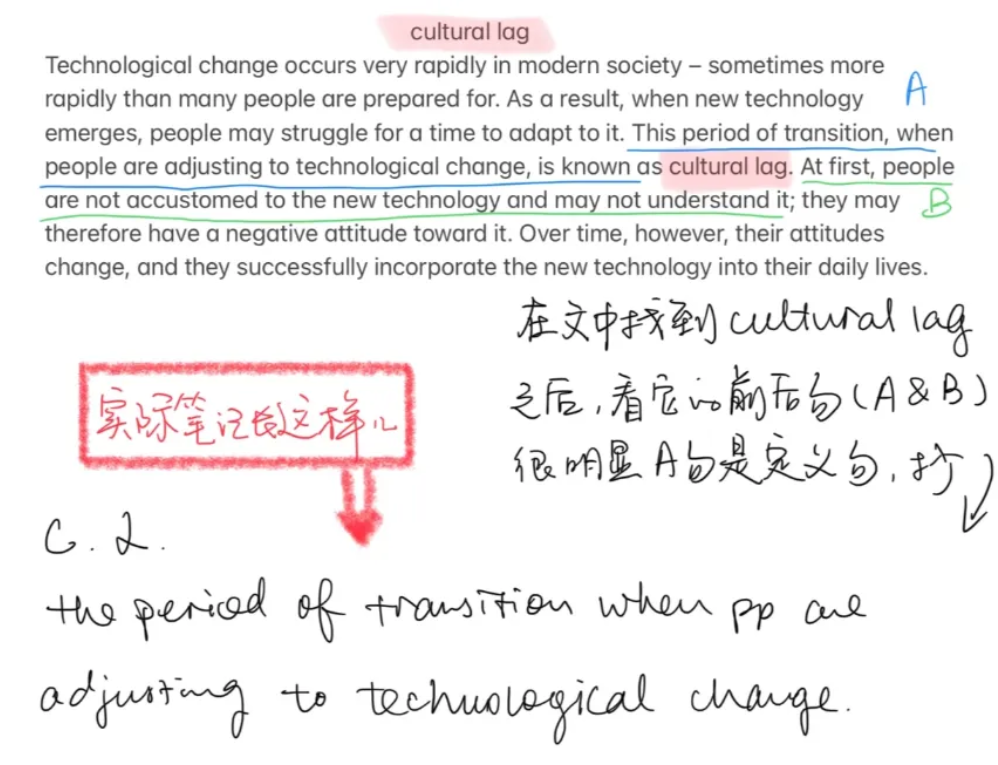 cultural lag
Technological change occurs very rapidly in modern society – sometimes more
rapidly than many people are prepared for. As a result, when new technology
A
emerges, people may struggle for a time to adapt to it. This period of transition, when
people are adjusting to technological change, is known as cultural lag. At first, people
are not accustomed to the new technology and may not understand it; they may
B
therefore have a negative attitude toward it. Over time, however, their attitudes
change, and they successfully incorporate the new technology into their daily lives.
在文中找到 cultural lag
之后，看它的前后句（A & B）
很明显 A句是定义句，抄
实际笔记长这样儿
C. L.
the period of transition when pp are
adjusting to technological change.